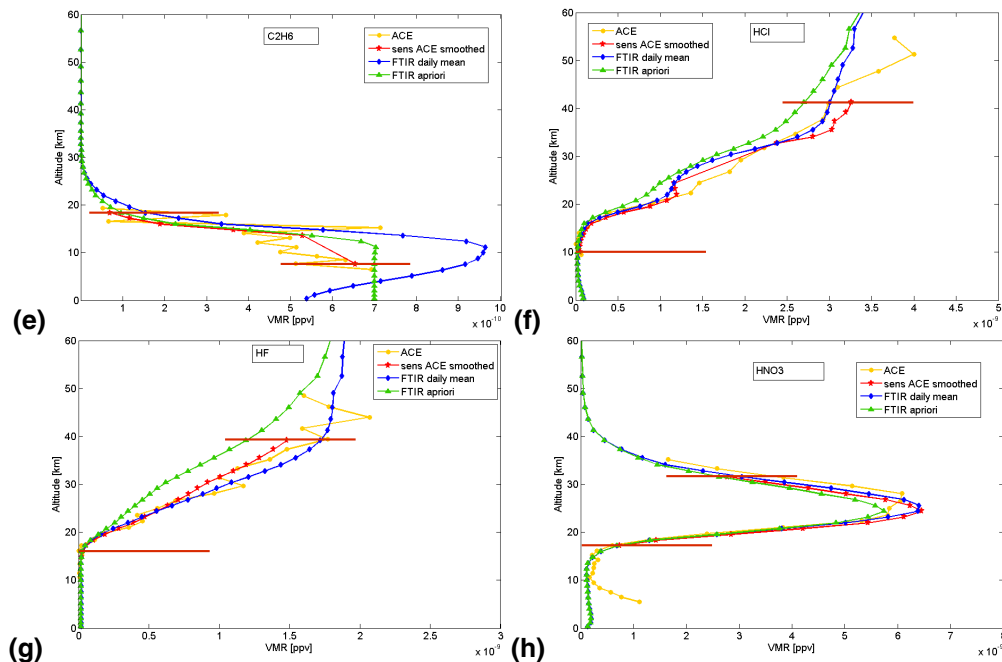 C2H6
ACE
sens ACE smoothed
FTIR daily mean
FTIR apriori
Altitude [km]
60
50
40
30
20
10
0
1 2 3 4 5 6 7 8 9 10
VMR [ppv]
x 10^-10
(e)
HCl
ACE
sens ACE smoothed
FTIR daily mean
FTIR apriori
Altitude [km]
60
50
40
30
20
10
0
0 0.5 1 1.5 2 2.5 3 3.5 4 4.5 5
VMR [ppv]
x 10^-9
(f)
HF
ACE
sens ACE smoothed
FTIR daily mean
FTIR apriori
Altitude [km]
60
50
40
30
20
10
0
0 0.5 1 1.5 2 2.5 3
VMR [ppv]
x 10^-9
(g)
HNO3
ACE
sens ACE smoothed
FTIR daily mean
FTIR apriori
Altitude [km]
60
50
40
30
20
10
0
0 1 2 3 4 5 6 7 8
VMR [ppv]
(h)